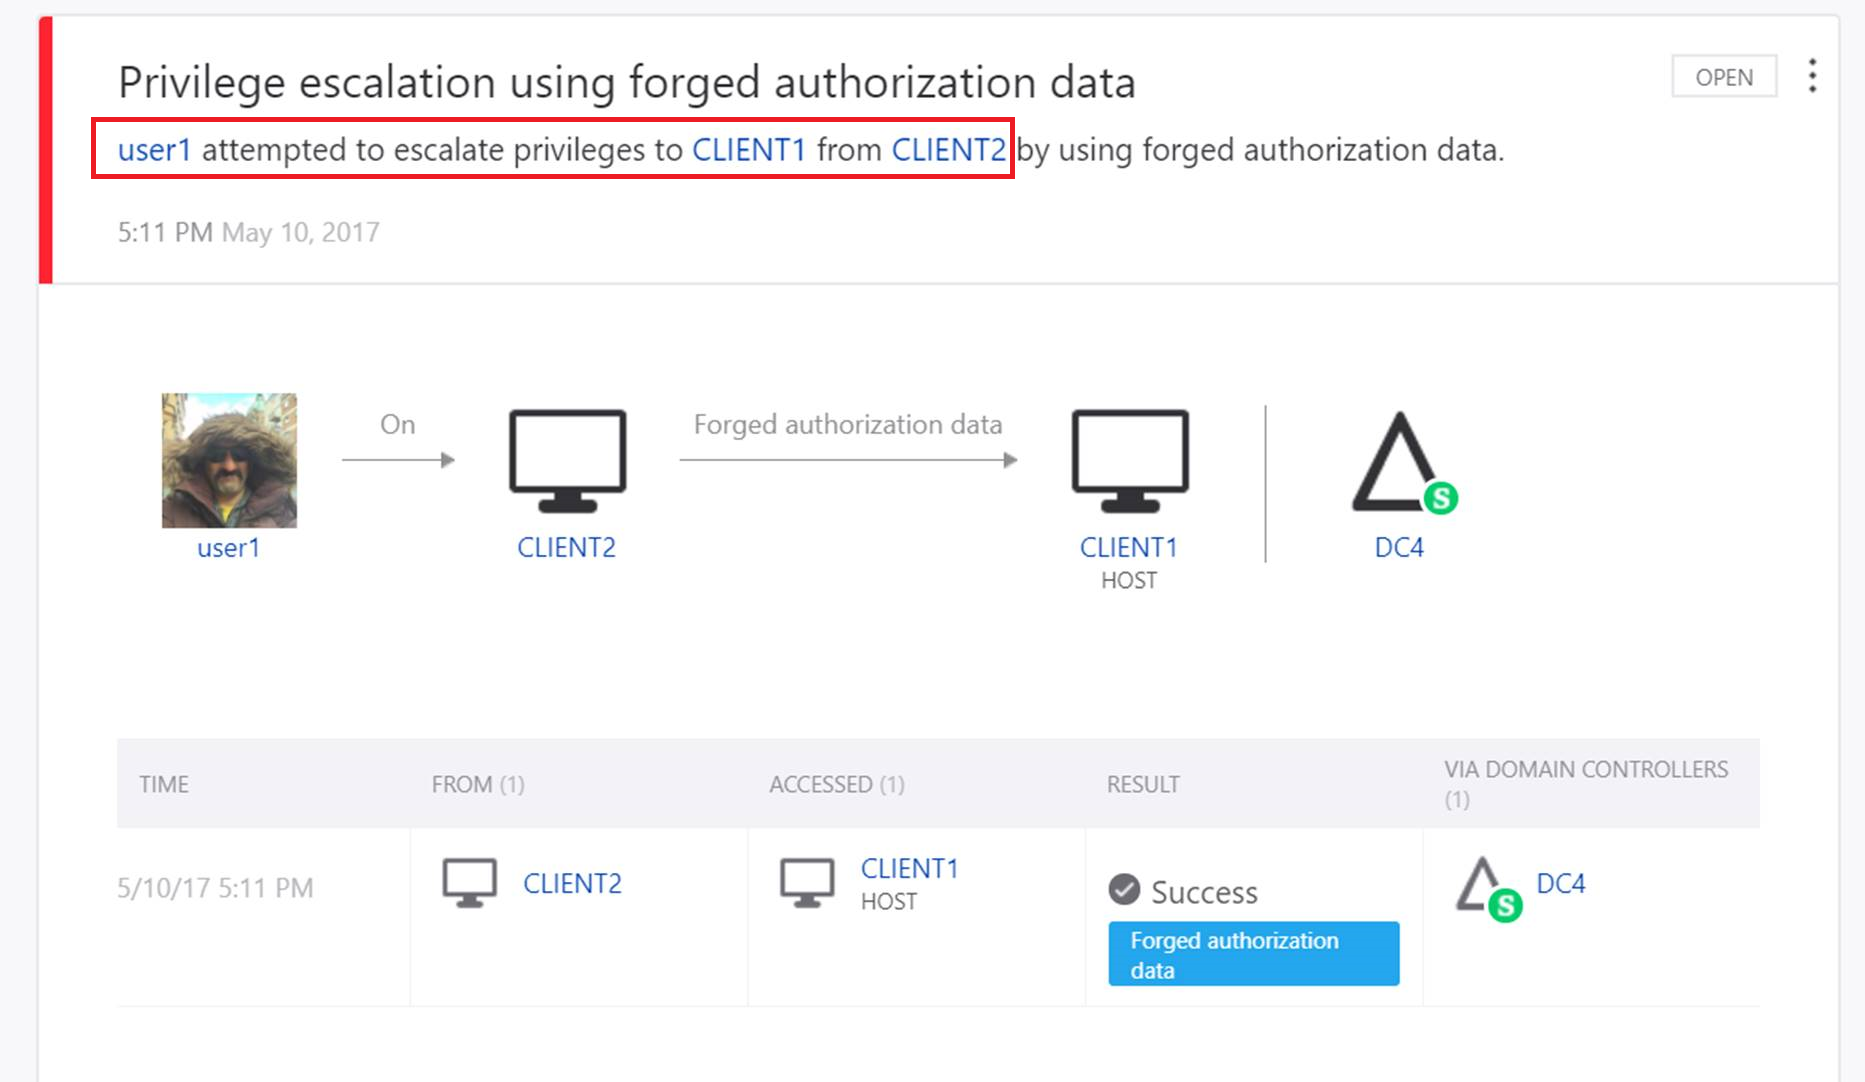 Privilege escalation using forged authorization data
OPEN
user1 attempted to escalate privileges to CLIENT1 from CLIENT2 by using forged authorization data.
5:11 PM May 10, 2017
On
Forged authorization data
user1
CLIENT2
CLIENT1
HOST
S
DC4
TIME
FROM (1)
ACCESSED (1)
RESULT
VIA DOMAIN CONTROLLERS
(1)
5/10/17 5:11 PM
CLIENT2
CLIENT1
HOST
Success
Forged authorization
data
S
DC4